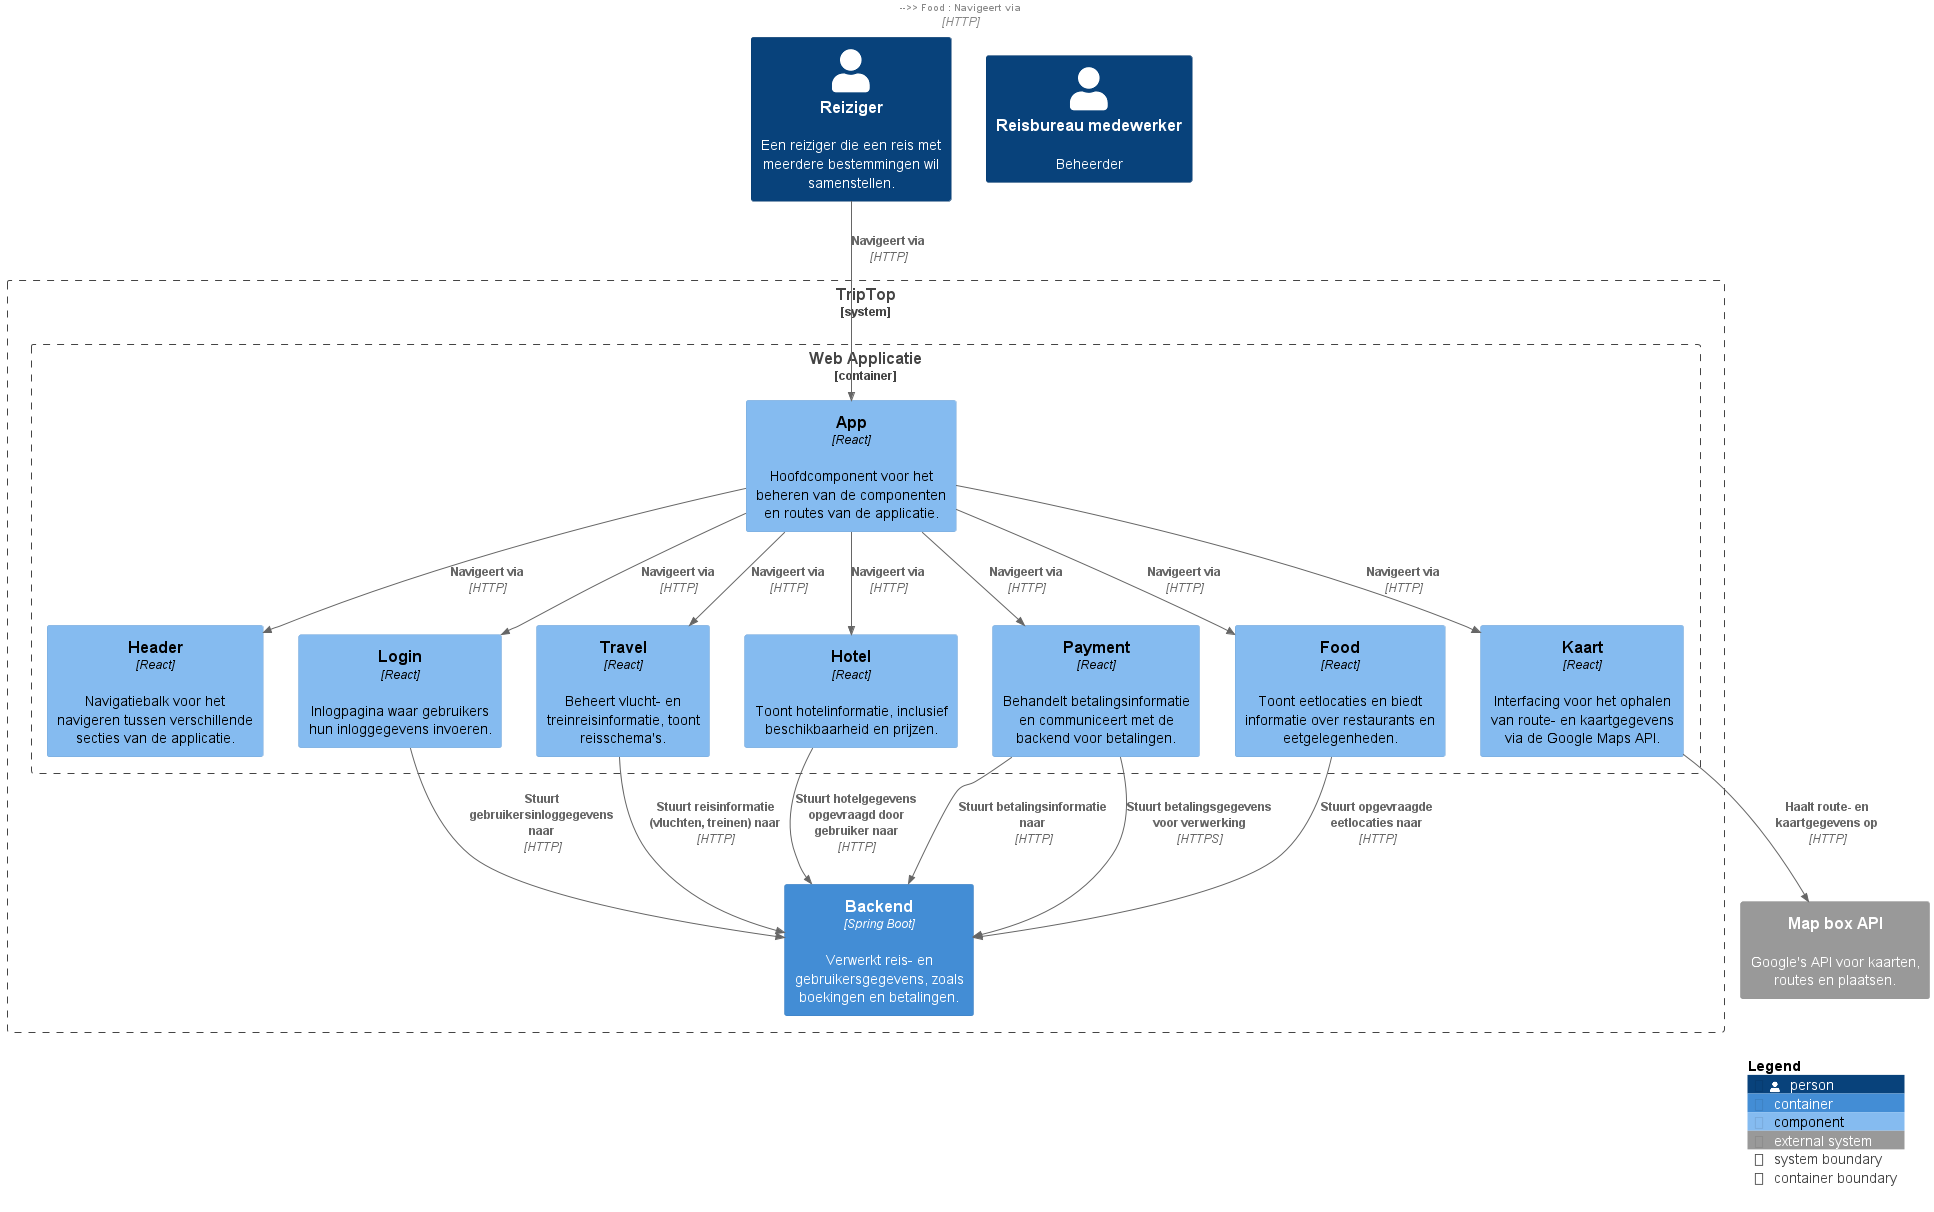 -->> Food : Navigeert via
[HTTP]
Reiziger
Een reiziger die een reis met
meerdere bestemmingen wil
samenstellen.
Reisbureau medewerker
Beheerder
Navigeert via
[HTTP]
TripTop
[system]
Web Applicatie
[container]
App
[React]
Hoofdcomponent voor het
beheren van de componenten
en routes van de applicatie.
Navigeert via
[HTTP]
Navigeert via
[HTTP]
Navigeert via
[HTTP]
Navigeert via
[HTTP]
Navigeert via
[HTTP]
Navigeert via
[HTTP]
Navigeert via
[HTTP]
Header
[React]
Navigatiebalk voor het
navigeren tussen verschillende
secties van de applicatie.
Login
[React]
Inlogpagina waar gebruikers
hun inloggegevens invoeren.
Travel
[React]
Beheert vlucht- en
treinreisinformatie, toont
reisschema's.
Hotel
[React]
Toont hotelinformatie, inclusief
beschikbaarheid en prijzen.
Payment
[React]
Behandelt betalingsinformatie
en communiceert met de
backend voor betalingen.
Food
[React]
Toont eetlocaties en biedt
informatie over restaurants en
eetgelegenheden.
Kaart
[React]
Interfacing voor het ophalen
van route- en kaartgegevens
via de Google Maps API.
Stuurt
gebruikersinloggegevens
naar
[HTTP]
Stuurt reisinformatie
(vluchten, treinen) naar
[HTTP]
Stuurt hotelgegevens
opgevraagd door
gebruiker naar
[HTTP]
Stuurt betalingsinformatie
naar
[HTTP]
Stuurt betalingsgegevens
voor verwerking
[HTTPS]
Stuurt opgevraagde
eetlocaties naar
[HTTP]
Haalt route- en
kaartgegevens op
[HTTP]
Backend
[Spring Boot]
Verwerkt reis- en
gebruikersgegevens, zoals
boekingen en betalingen.
Map box API
Google's API voor kaarten,
routes en plaatsen.
Legend
person
container
component
external system
system boundary
container boundary